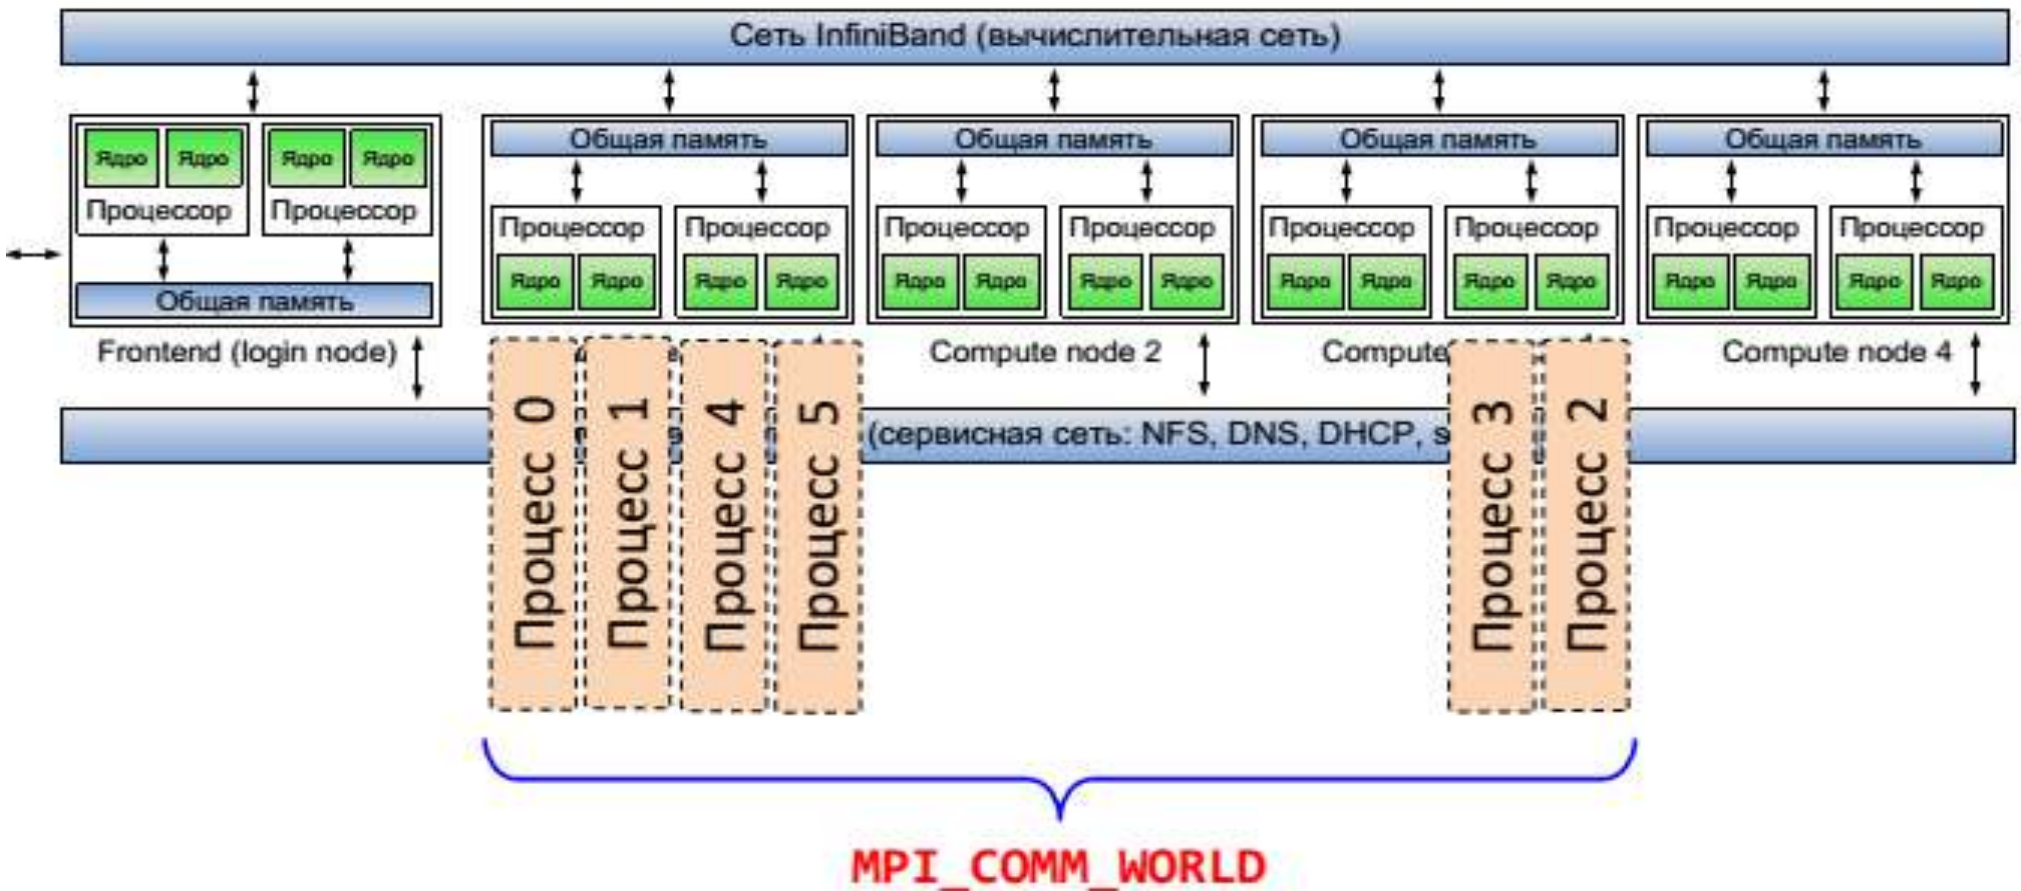 Сеть InfiniBand (вычислительная сеть)
Ядро Ядро Ядро Ядро
Процессор Процессор
Общая память
Frontend (login node)
Общая память
Процессор Процессор
Ядро Ядро Ядро Ядро
Общая память
Процессор Процессор
Ядро Ядро Ядро Ядро
Compute node 2
Общая память
Процессор Процессор
Ядро Ядро Ядро Ядро
Compute
Общая память
Процессор Процессор
Ядро Ядро Ядро Ядро
Compute node 4
(сервисная сеть: NFS, DNS, DHCP, s
Процесс 0
Процесс 1
Процесс 4
Процесс 5
Процесс 3
Процесс 2
MPI_COMM_WORLD